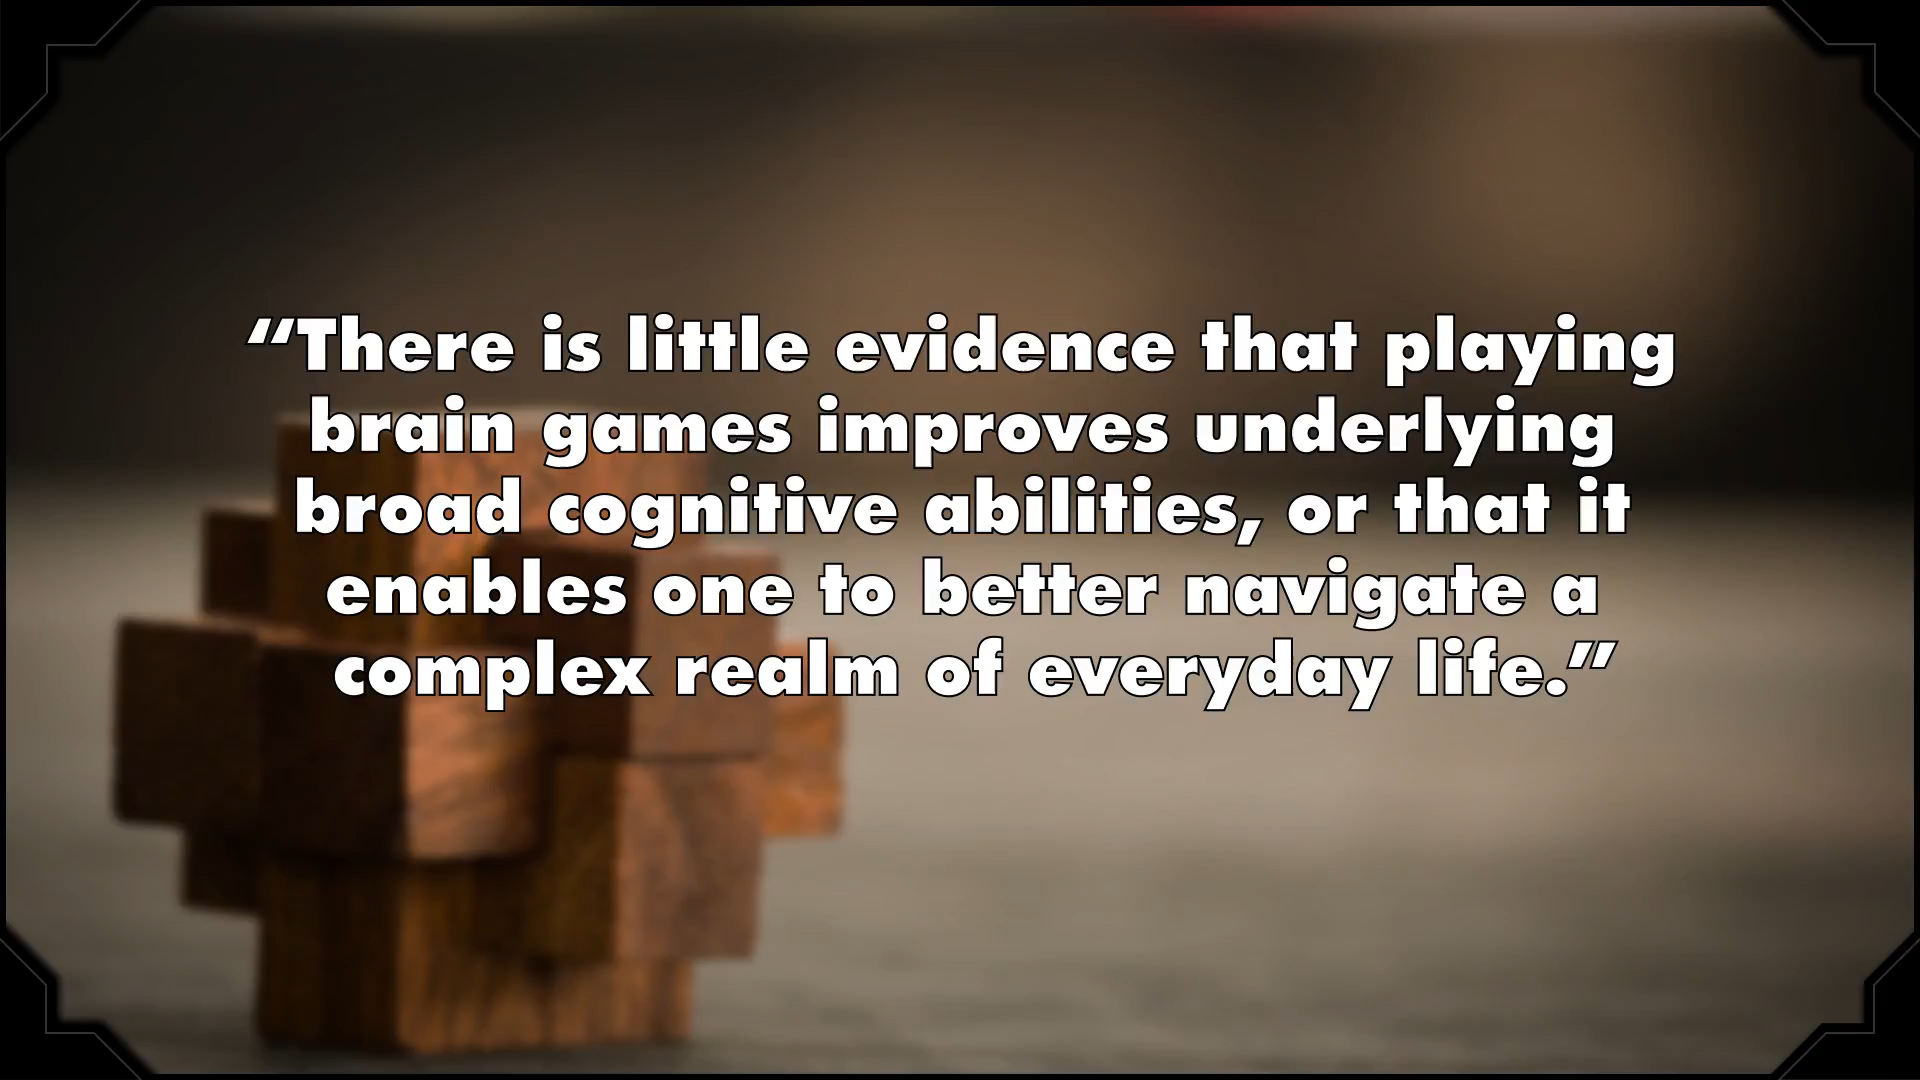 “There is little evidence that playing
brain games improves underlying
broad cognitive abilities, or that it
enables one to better navigate a
complex realm of everyday life.”